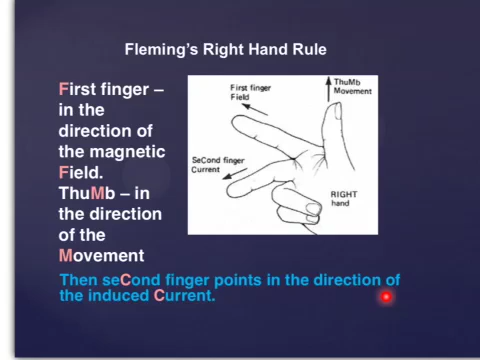 Fleming's Right Hand Rule
First finger –
in the
direction of
the magnetic
Field.
ThuMb – in
the direction
of the
Movement
First finger
Field
ThuMb
Movement
SeCond finger
Current
RIGHT
hand
Then seCond finger points in the direction of
the induced Current.